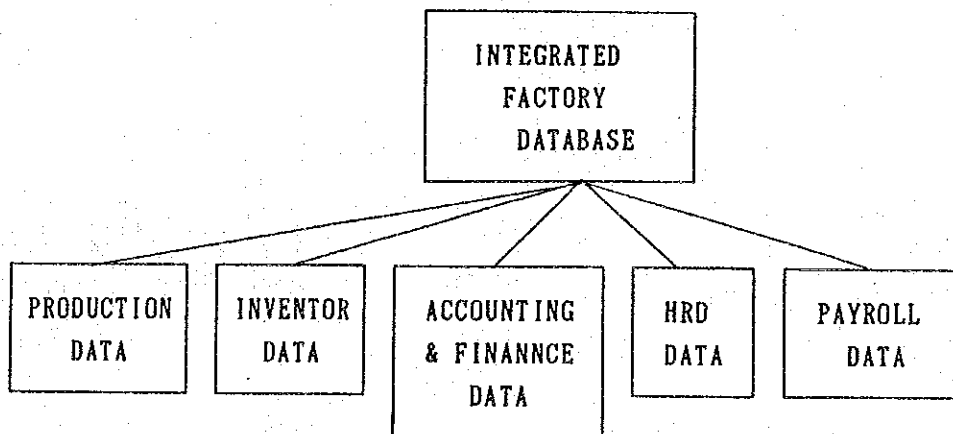 INTEGRATED
FACTORY
DATABASE
PRODUCTION
DATA
INVENTOR
DATA
ACCOUNTING
& FINANNCE
DATA
HRD
DATA
PAYROLL
DATA